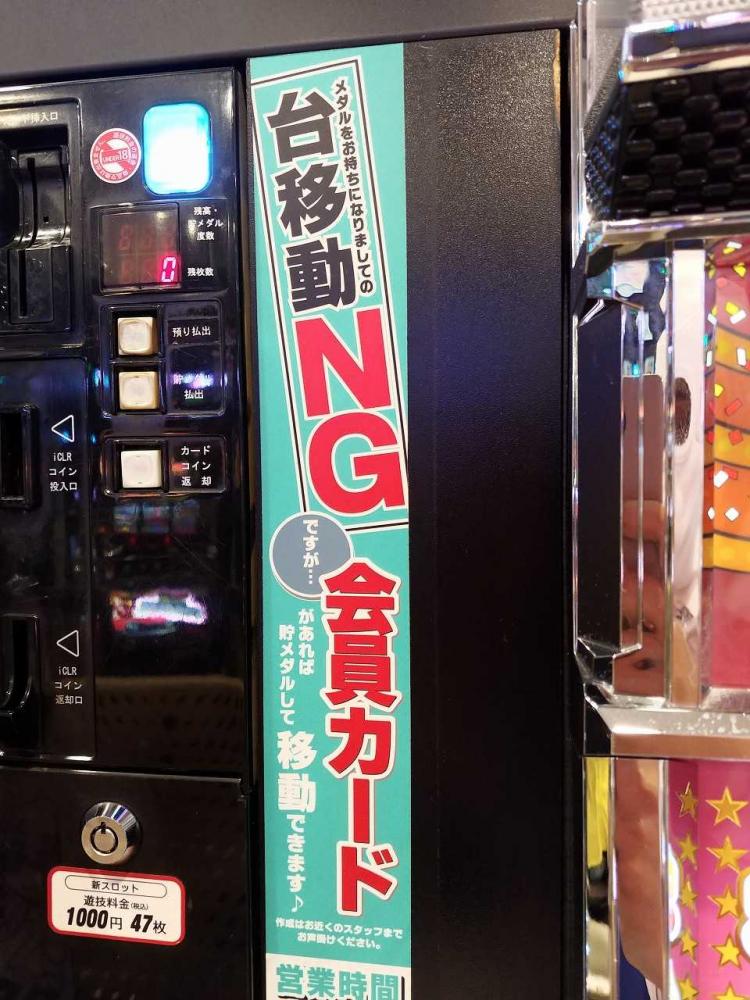 UNDER18
0
残高・
貯メダル
度数
残枚数
預り払出
払出
カード
コイン
返却
iCLR
コイン
投入口
iCLR
コイン
返却口
新スロット
遊技料金(税込)
1000円 47枚
メダルをお持ちになりましての
台移動
NG
ですが…
会員カード
があれば
貯メダルして
移動できます♪
作成はお近くのスタッフまで
お声掛けください。
営業時間